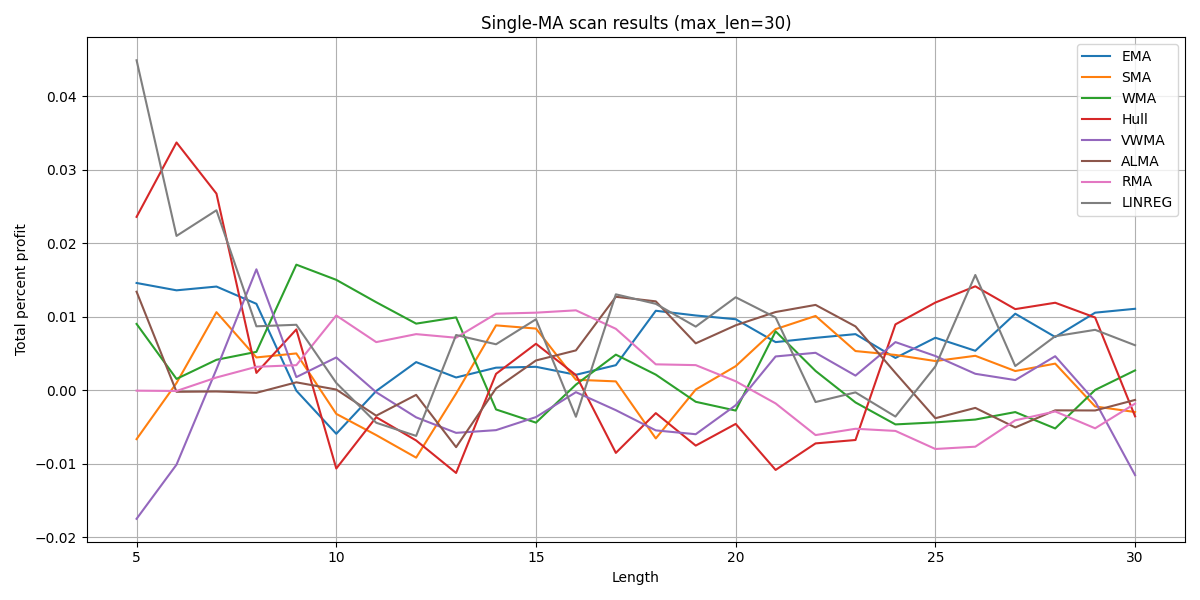 Single-MA scan results (max_len=30)
EMA
SMA
WMA
Hull
VWMA
ALMA
RMA
LINREG
Total percent profit
0.04
0.03
0.02
0.01
0.00
−0.01
−0.02
5 10 15 20 25 30
Length